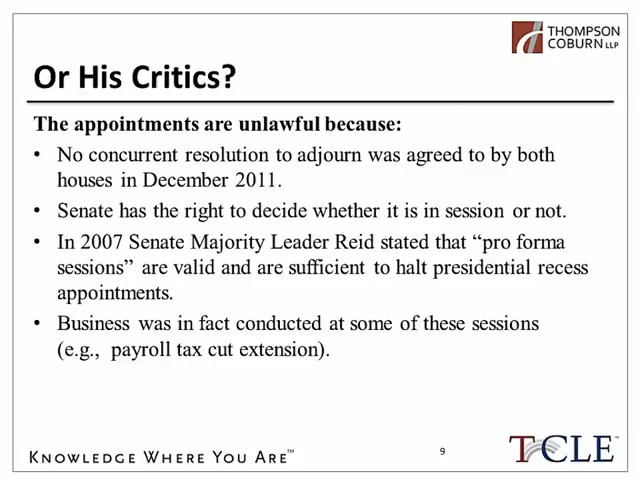 THOMPSON
COBURN LLP
Or His Critics?
The appointments are unlawful because:
• No concurrent resolution to adjourn was agreed to by both
houses in December 2011.
• Senate has the right to decide whether it is in session or not.
• In 2007 Senate Majority Leader Reid stated that “pro forma
sessions” are valid and are sufficient to halt presidential recess
appointments.
• Business was in fact conducted at some of these sessions
(e.g., payroll tax cut extension).
KNOWLEDGE WHERE YOU ARE™
9
TCLE